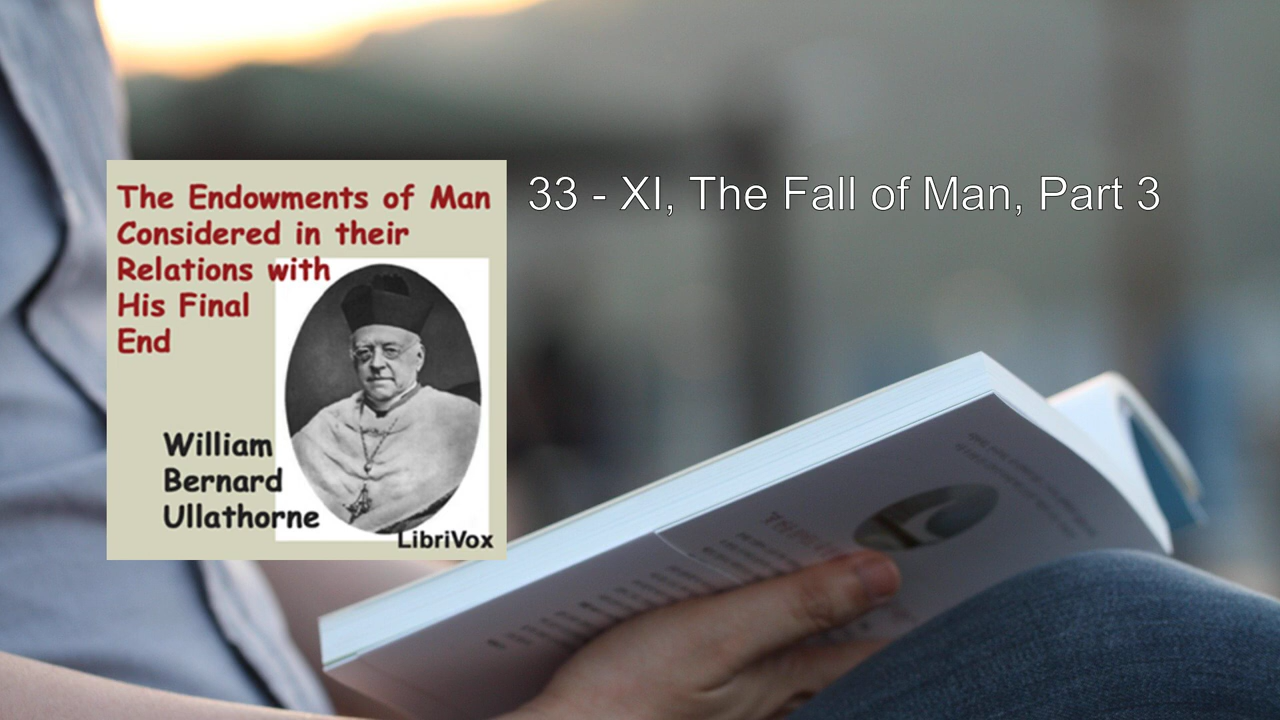 The Endowments of Man
Considered in their
Relations with
His Final
End
William
Bernard
Ullathorne
LibriVox
33 - XI, The Fall of Man, Part 3